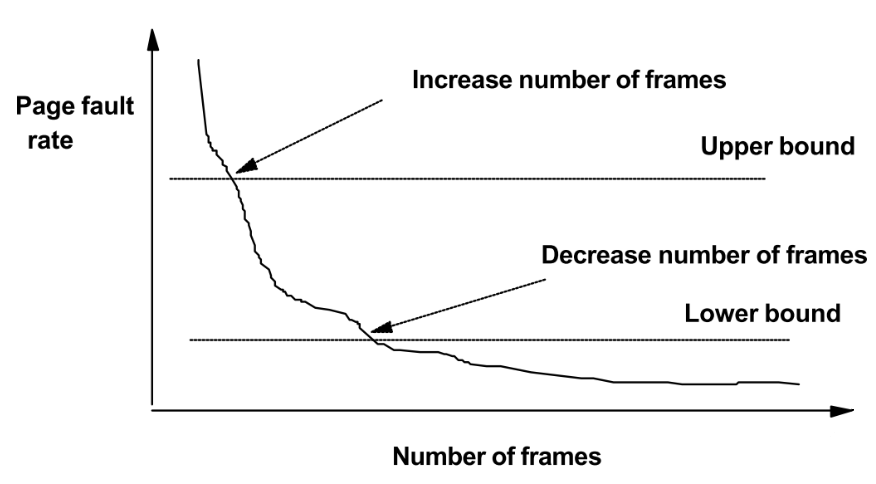 Increase number of frames
Page fault
rate
Upper bound
Decrease number of frames
Lower bound
Number of frames